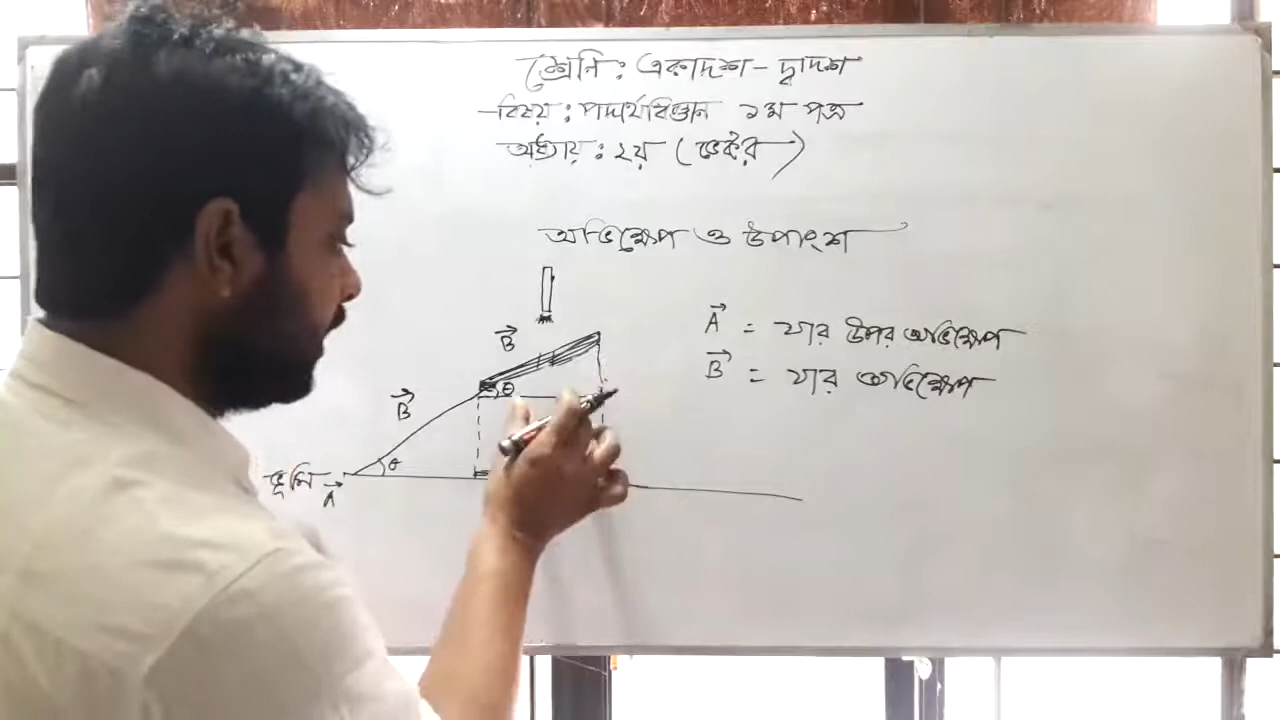 শ্রেনি : একাদশ - দ্বাদশ
বিষয় : পদার্থবিজ্ঞান ১ম পত্র
অধ্যায় : ২য় (ভেক্টর)
অভিক্ষেপ ও উপাংশ
A⃗ = যার উপর অভিক্ষেপ
B⃗ = যার অভিক্ষেপ
B⃗
θ
B⃗
θ
ভূমি A⃗